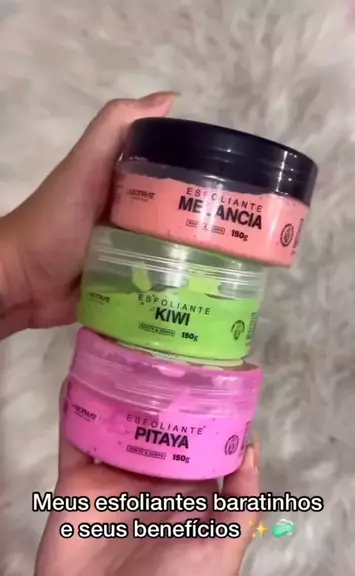 ESFOLIANTE
MELANCIA
150g
ESFOLIANTE
KIWI
150g
ESFOLIANTE
PITAYA
150g
Meus esfoliantes baratinhos
e seus benefícios ✨🧼